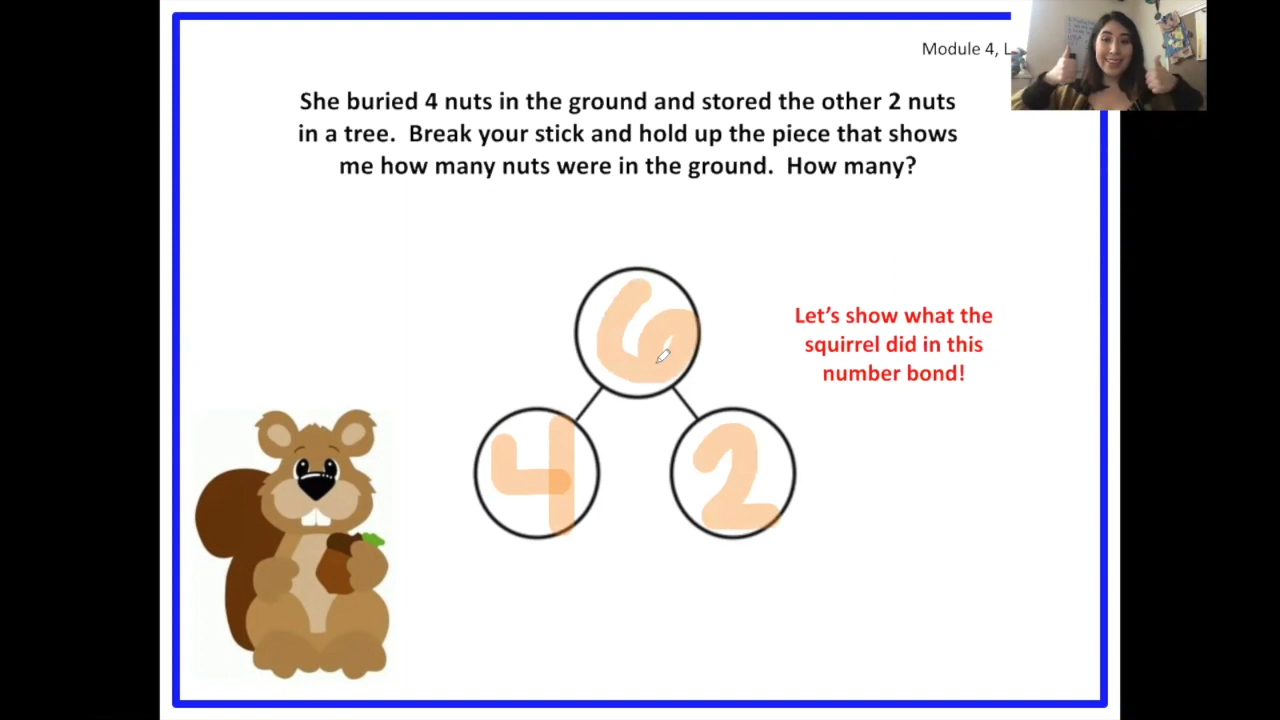 Module 4, L
She buried 4 nuts in the ground and stored the other 2 nuts
in a tree. Break your stick and hold up the piece that shows
me how many nuts were in the ground. How many?
6
Let's show what the
squirrel did in this
number bond!
4 2